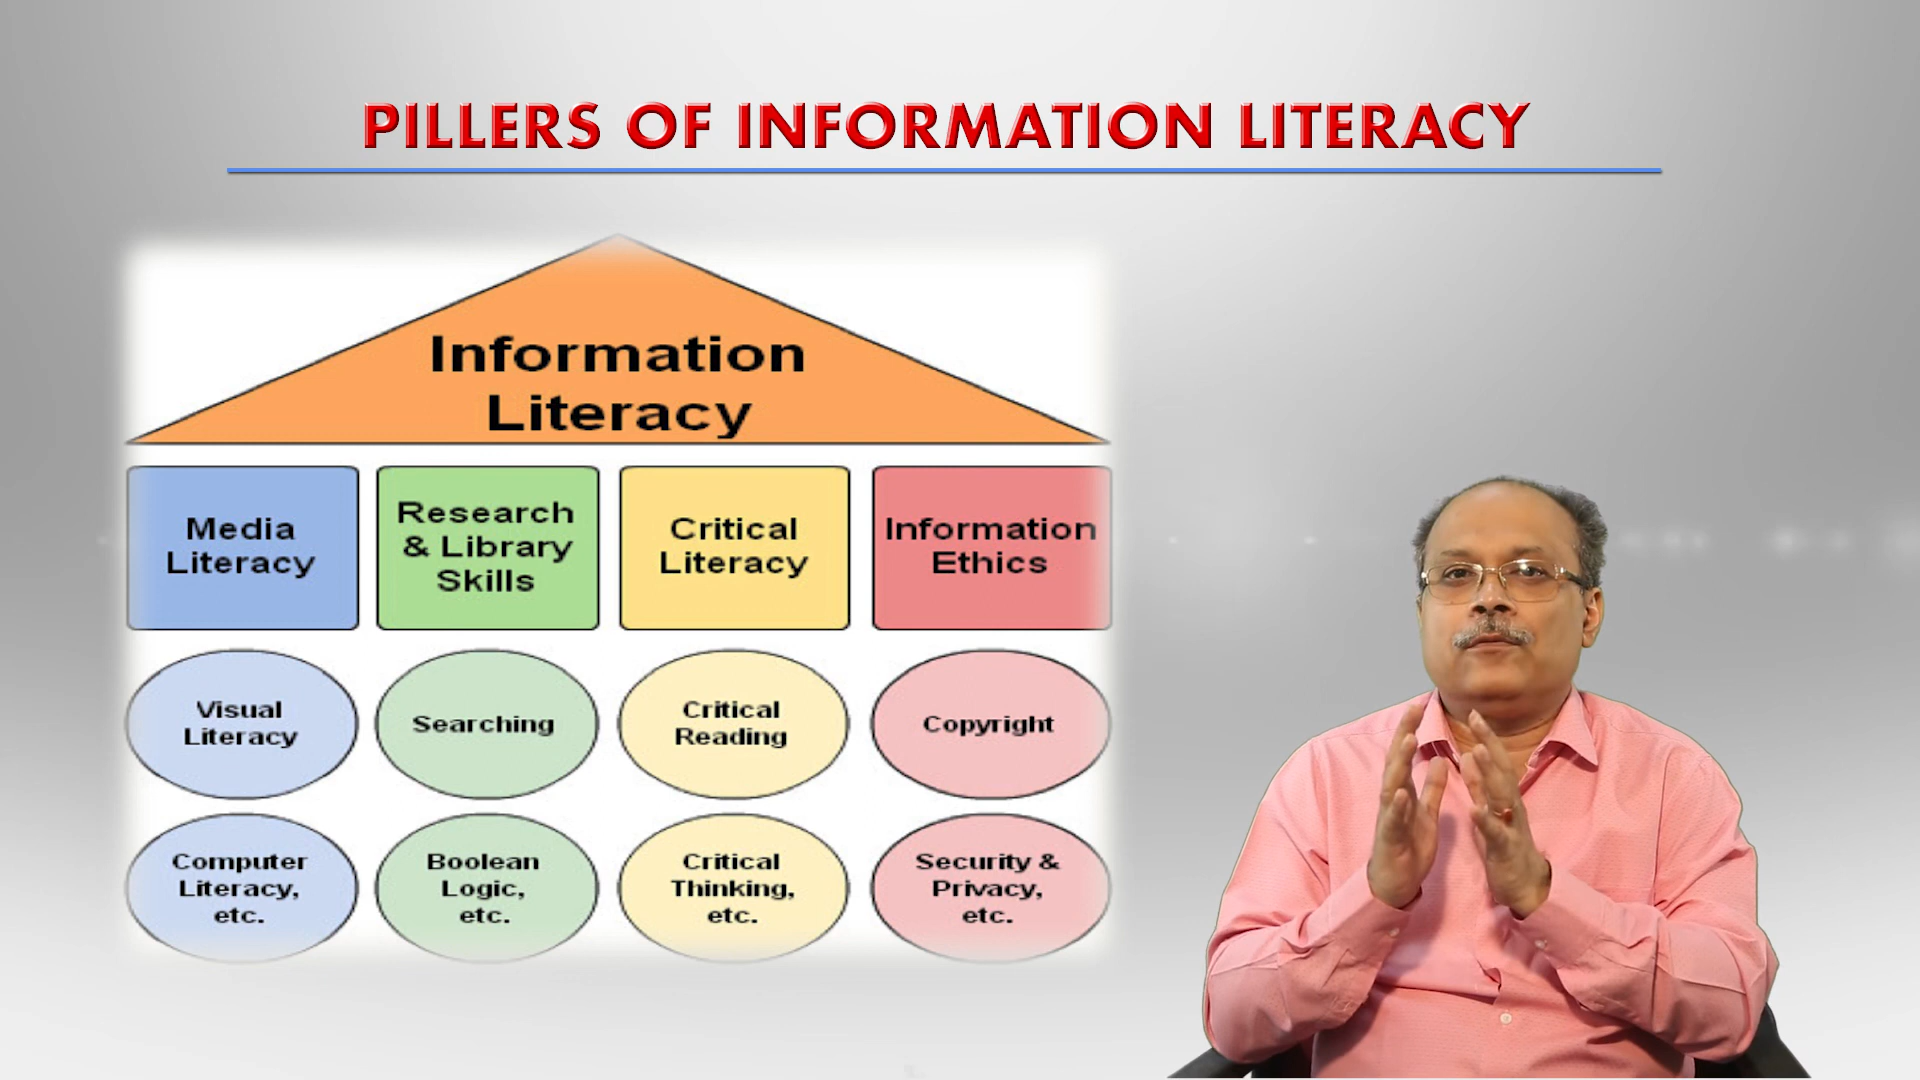 PILLERS OF INFORMATION LITERACY
Information
Literacy
Media
Literacy
Research
& Library
Skills
Critical
Literacy
Information
Ethics
Visual
Literacy
Searching
Critical
Reading
Copyright
Computer
Literacy,
etc.
Boolean
Logic,
etc.
Critical
Thinking,
etc.
Security &
Privacy,
etc.